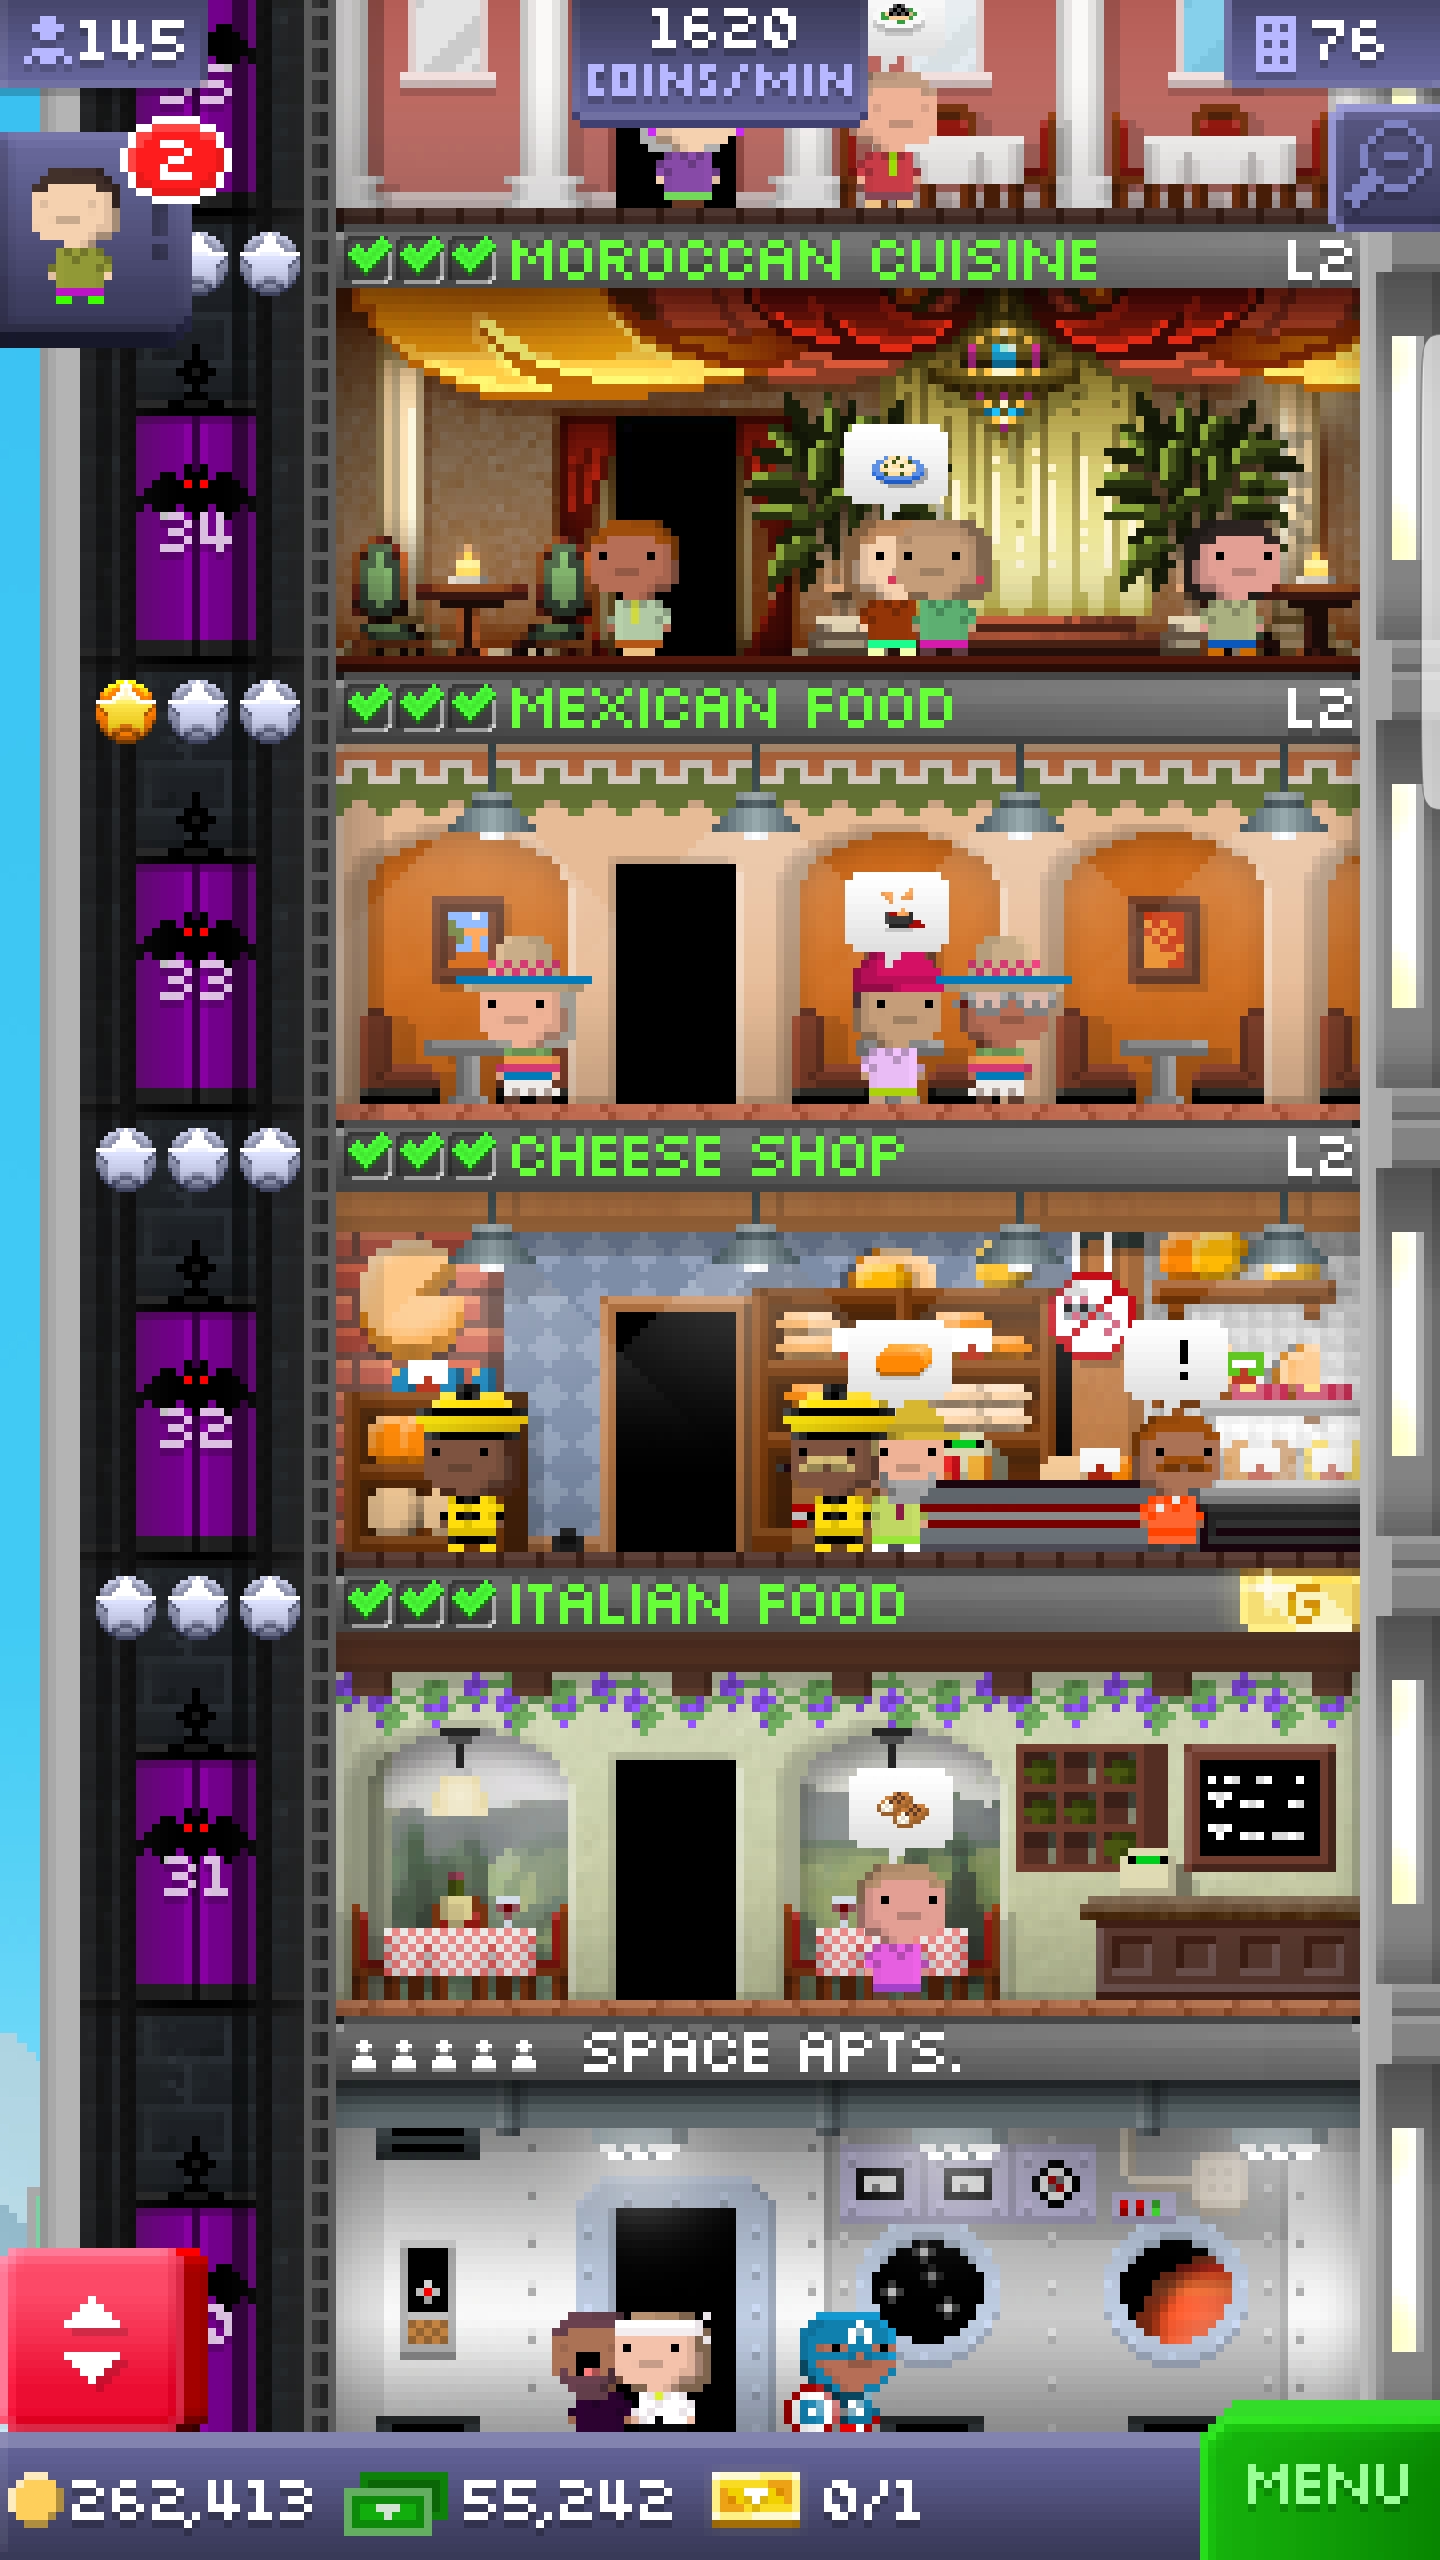 145
1620
COINS/MIN
76
35
2
MOROCCAN CUISINE L2
34
MEXICAN FOOD L2
33
CHEESE SHOP L2
!
32
ITALIAN FOOD G
31
SPACE APTS.
A
262,413 55,242 0/1
MENU